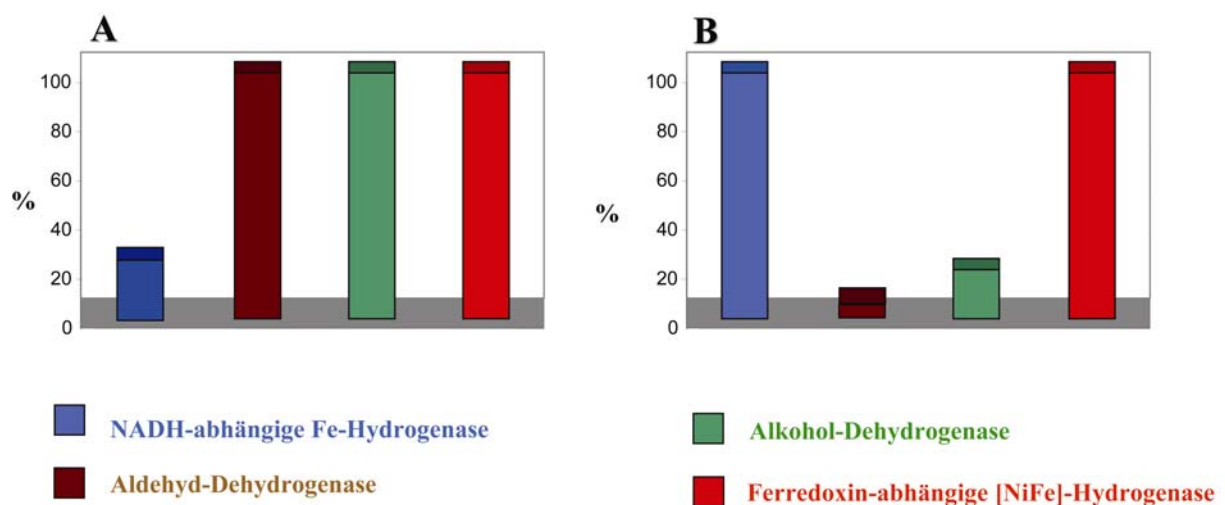 A
B
100
80
60
40
20
0
%
100
80
60
40
20
0
%
NADH-abhängige Fe-Hydrogenase
Alkohol-Dehydrogenase
Aldehyd-Dehydrogenase
Ferredoxin-abhängige [NiFe]-Hydrogenase